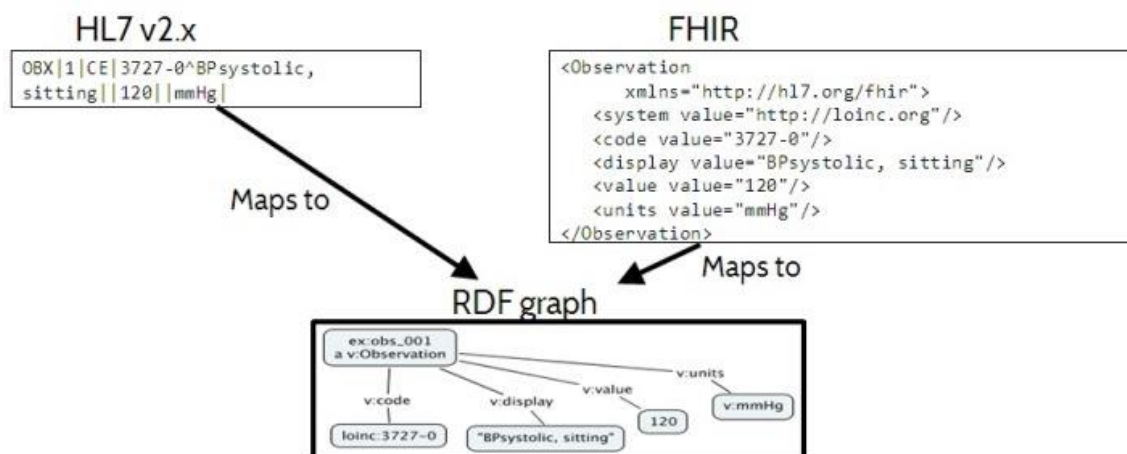 HL7 v2.x
OBX|1|CE|3727-0^BPsystolic,
sitting||120||mmHg|
FHIR
<Observation
xmlns="http://hl7.org/fhir">
<system value="http://loinc.org"/>
<code value="3727-0"/>
<display value="BPsystolic, sitting"/>
<value value="120"/>
<units value="mmHg"/>
</Observation>
Maps to
Maps to
RDF graph
ex:obs_001
a v:Observation
v:units
v:value
v:code
v:display
v:mmHg
120
loinc:3727-0
"BPsystolic, sitting"